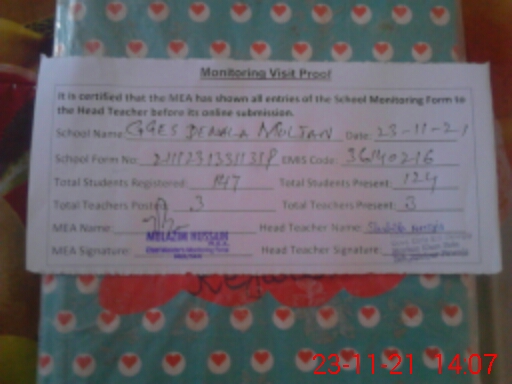 Monitoring Visit Proof
It is certified that the MEA has shown all entries of the School Monitoring Form to
the Head Teacher before its online submission.
School Name: GGES MULTAN Date: 23-11-21
School Form No: EMIS Code: 36140216
Total Students Registered: 147 Total Students Present: 124
Total Teachers Posted: 3 Total Teachers Present: 3
MEA Name: Head Teacher Name:
MULAZIM HUSSAIN
MEA Signature: Head Teacher Signature:
23-11-21 14:07